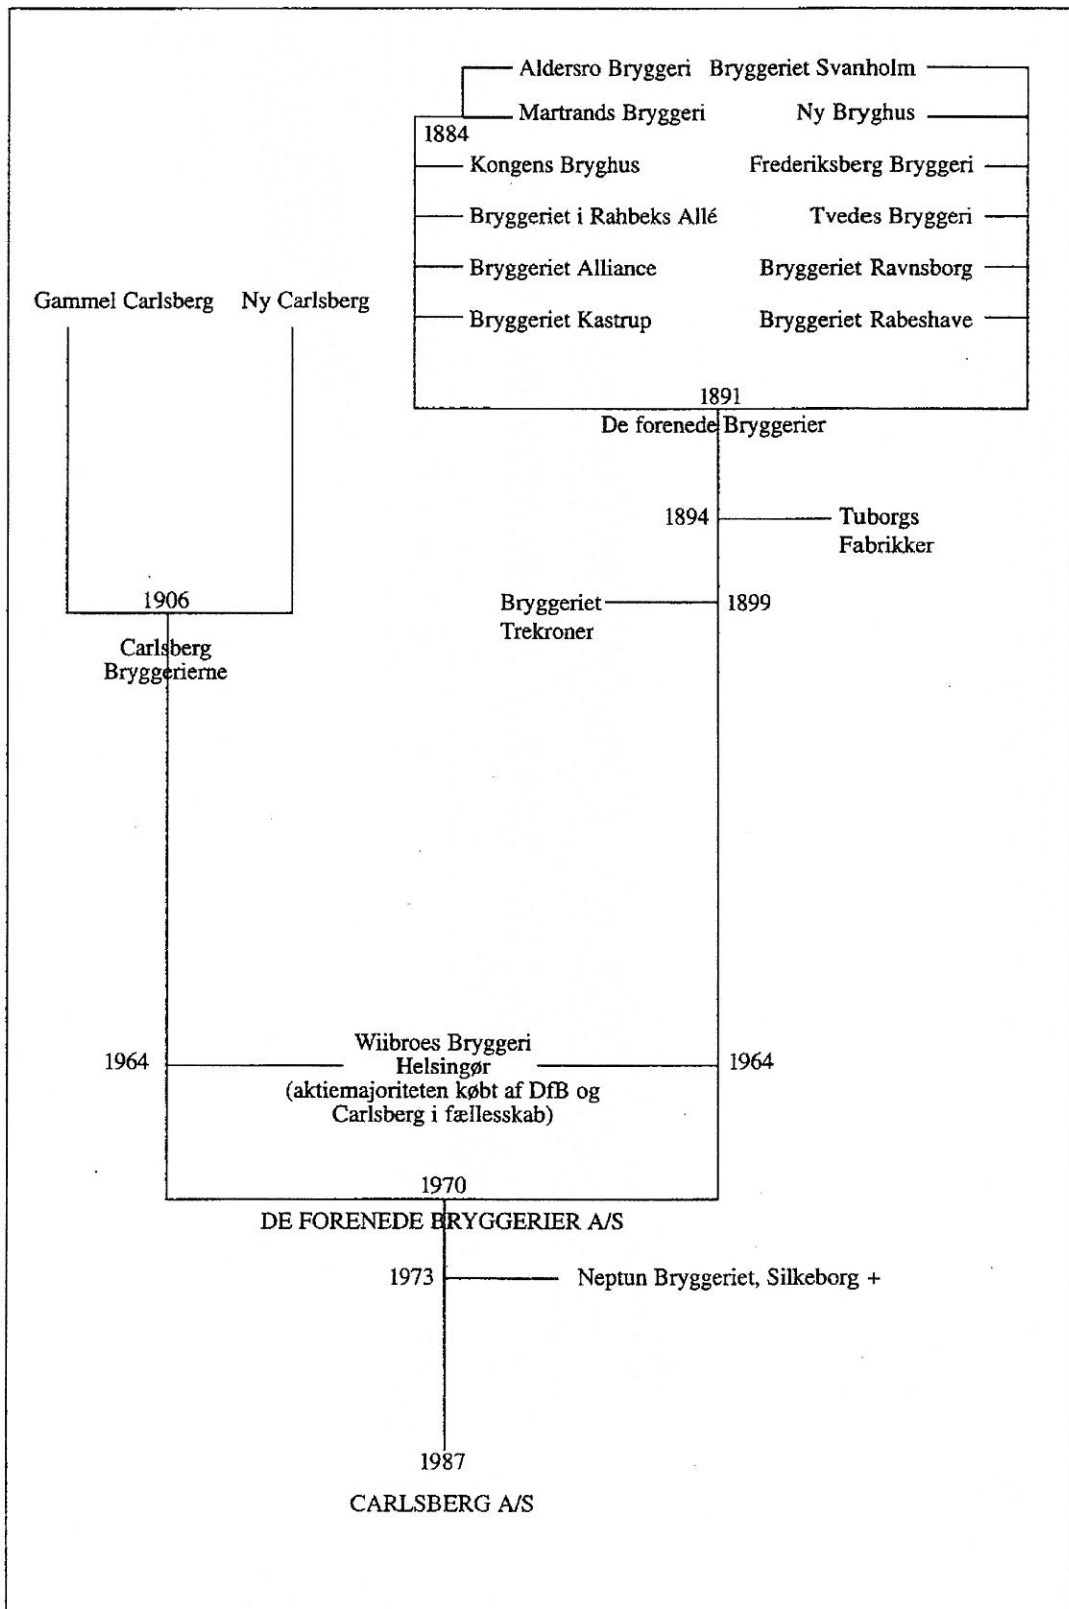 Aldersro Bryggeri Bryggeriet Svanholm
Martrands Bryggeri Ny Bryghus
1884
Kongens Bryghus Frederiksberg Bryggeri
Bryggeriet i Rahbeks Allé Tvedes Bryggeri
Bryggeriet Alliance Bryggeriet Ravnsborg
Gammel Carlsberg Ny Carlsberg
Bryggeriet Kastrup Bryggeriet Rabeshave
1891
De forenede Bryggerier
1894 Tuborgs
Fabrikker
1906
Bryggeriet 1899
Trekroner
Carlsberg
Bryggerierne
Wiibroes Bryggeri
1964 Helsingør 1964
(aktiemajoriteten købt af DfB og
Carlsberg i fællesskab)
1970
DE FORENEDE BRYGGERIER A/S
1973 Neptun Bryggeriet, Silkeborg +
1987
CARLSBERG A/S